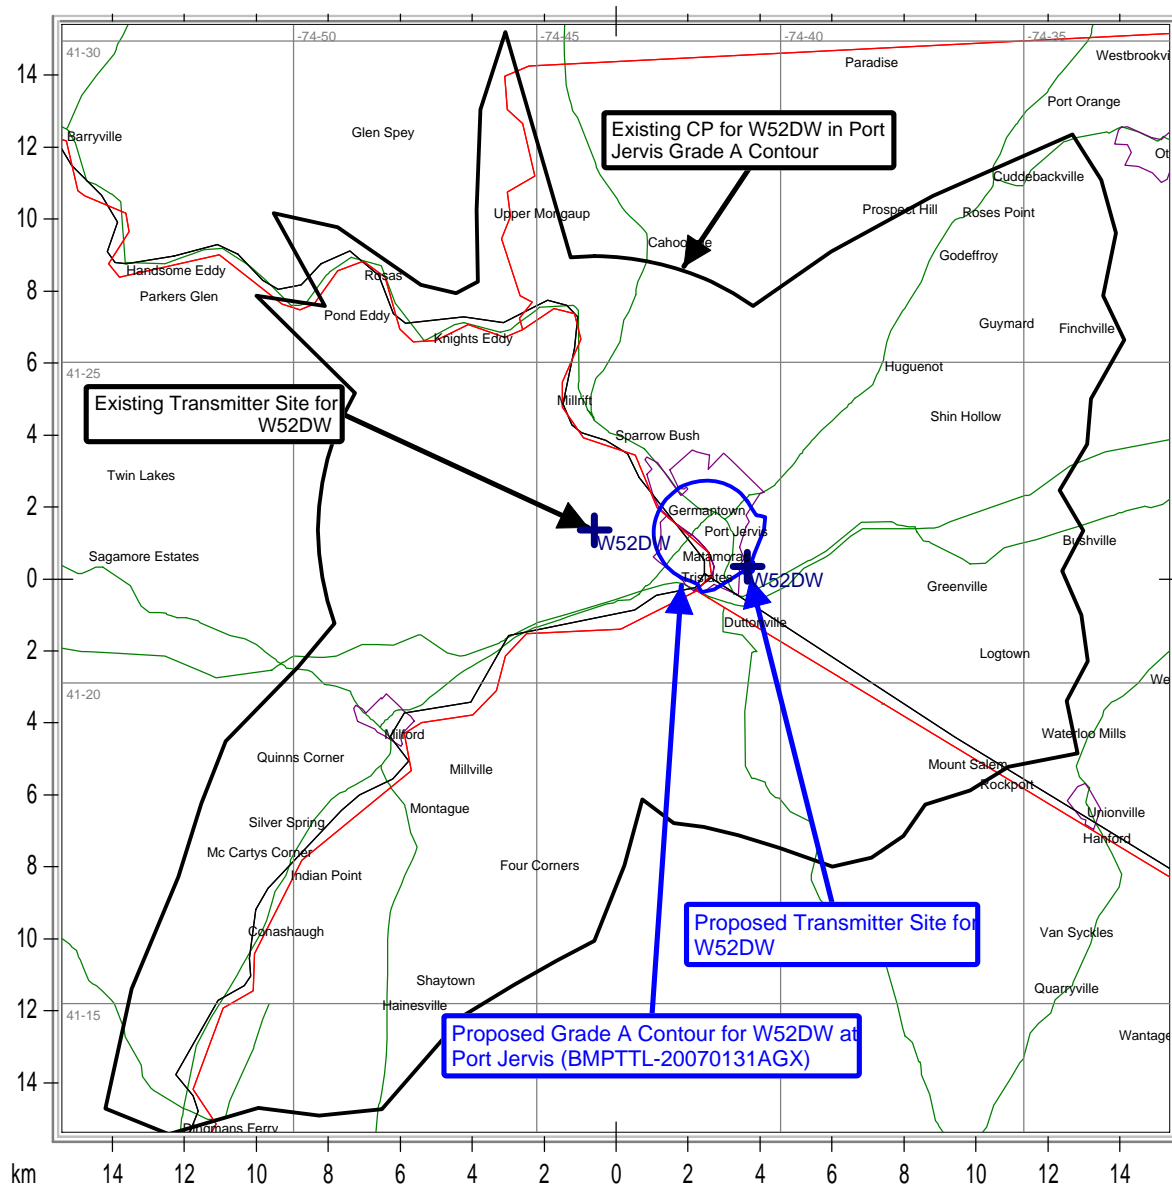 41-30
-74-50
-74-45
-74-40
-74-35
Westbrookvi
Paradise
14
Port Orange
Glen Spey
Existing CP for W52DW in Port
Jervis Grade A Contour
Barryville
12
Ot
Cuddebackville
Upper Mongaup
Prospect Hill
Roses Point
10
Cahoo
Godeffroy
Handsome Eddy
Rosas
8
Parkers Glen
Pond Eddy
Guymard
Finchville
Knights Eddy
6
41-25
Huguenot
Existing Transmitter Site for
W52DW
Millrift
Shin Hollow
4
Sparrow Bush
Twin Lakes
2
Germantown
Port Jervis
W52DW
Bushville
Sagamore Estates
Matamoras
0
Tristates
W52DW
Greenville
Duttonville
2
Logtown
41-20
We
4
Milford
Waterloo Mills
Quinns Corner
Millville
Mount Salem
Rockport
6
Montague
Unionville
Silver Spring
Hanford
Mc Cartys Corner
8
Indian Point
Four Corners
Proposed Transmitter Site for
W52DW
10
Conashaugh
Van Syckles
Shaytown
Quarryville
Hainesville
12
41-15
Proposed Grade A Contour for W52DW at
Port Jervis (BMPTTL-20070131AGX)
Wantage
14
Dingmans Ferry
km
14
12
10
8
6
4
2
0
2
4
6
8
10
12
14